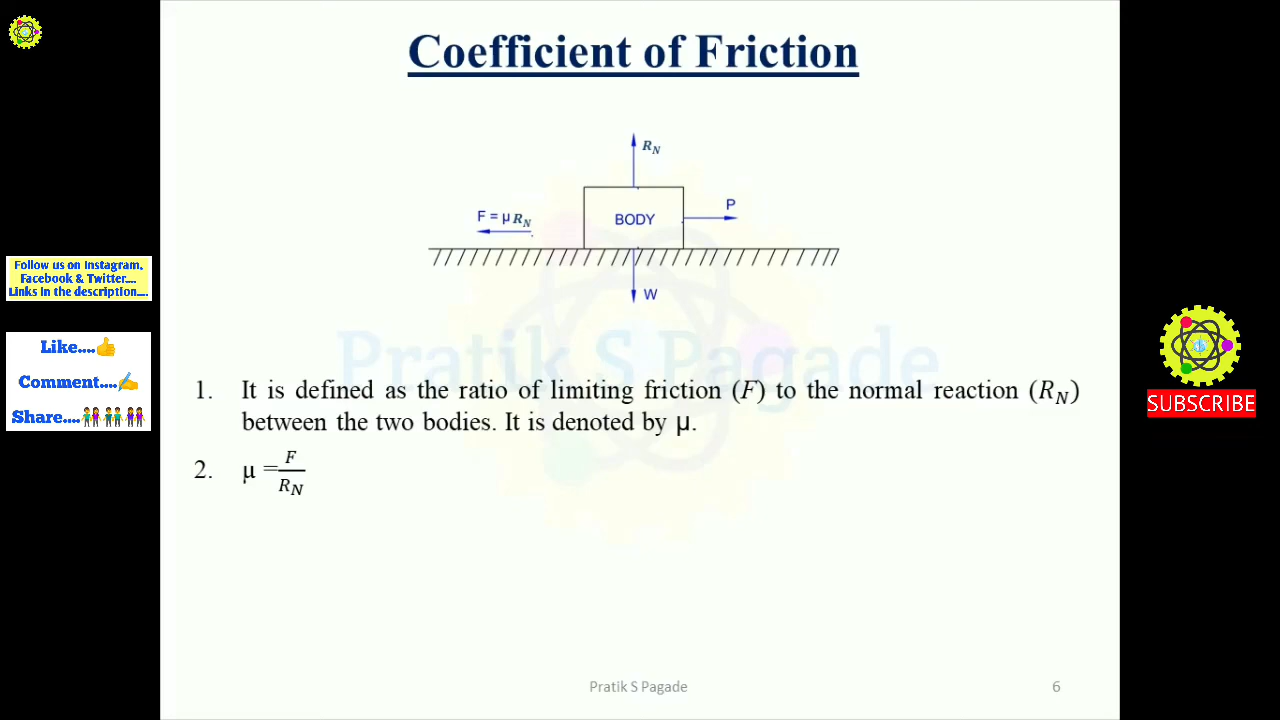 Coefficient of Friction
R_N
F = μ R_N
BODY
P
W
Follow us on Instagram,
Facebook & Twitter....
Links in the description....
Like....👍
Comment....✍
Share....👫👬👭
Pratik S Pagade
1. It is defined as the ratio of limiting friction (F) to the normal reaction (R_N)
between the two bodies. It is denoted by μ.
2. μ = F/R_N
SUBSCRIBE
Pratik S Pagade
6